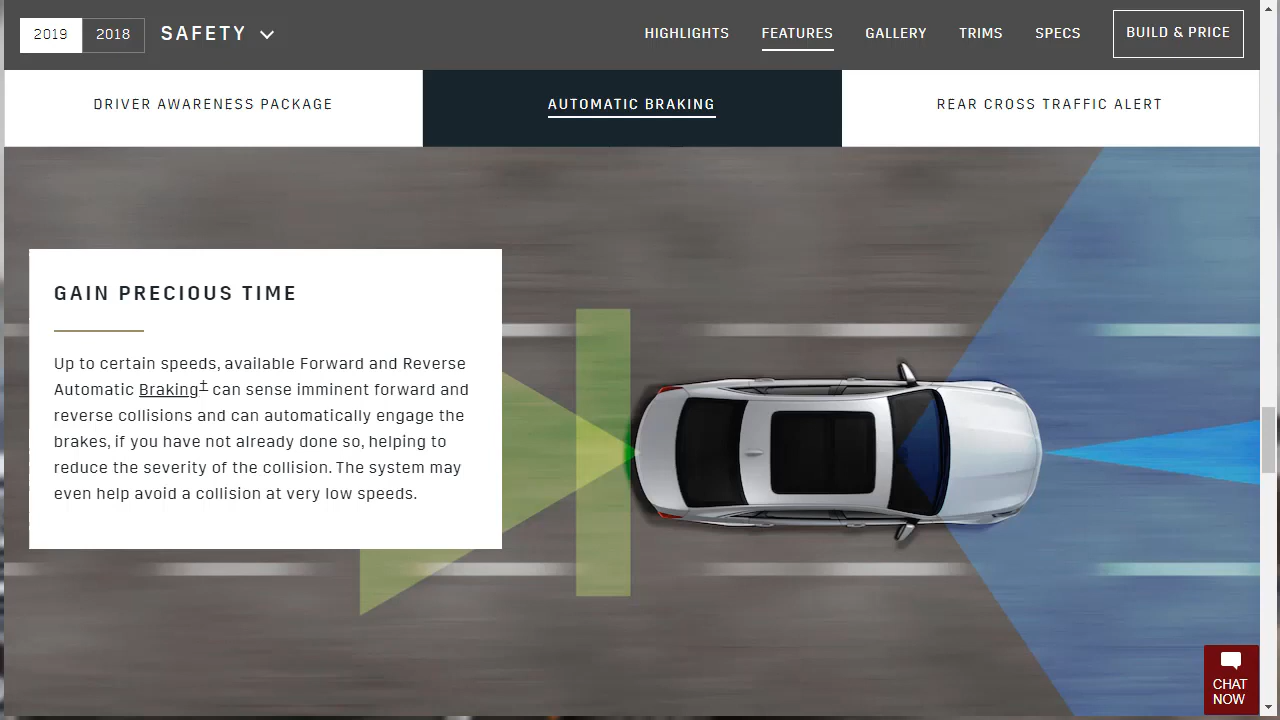 2019 2018 SAFETY HIGHLIGHTS FEATURES GALLERY TRIMS SPECS BUILD & PRICE
DRIVER AWARENESS PACKAGE AUTOMATIC BRAKING REAR CROSS TRAFFIC ALERT
GAIN PRECIOUS TIME
Up to certain speeds, available Forward and Reverse
Automatic Braking‡ can sense imminent forward and
reverse collisions and can automatically engage the
brakes, if you have not already done so, helping to
reduce the severity of the collision. The system may
even help avoid a collision at very low speeds.
CHAT
NOW